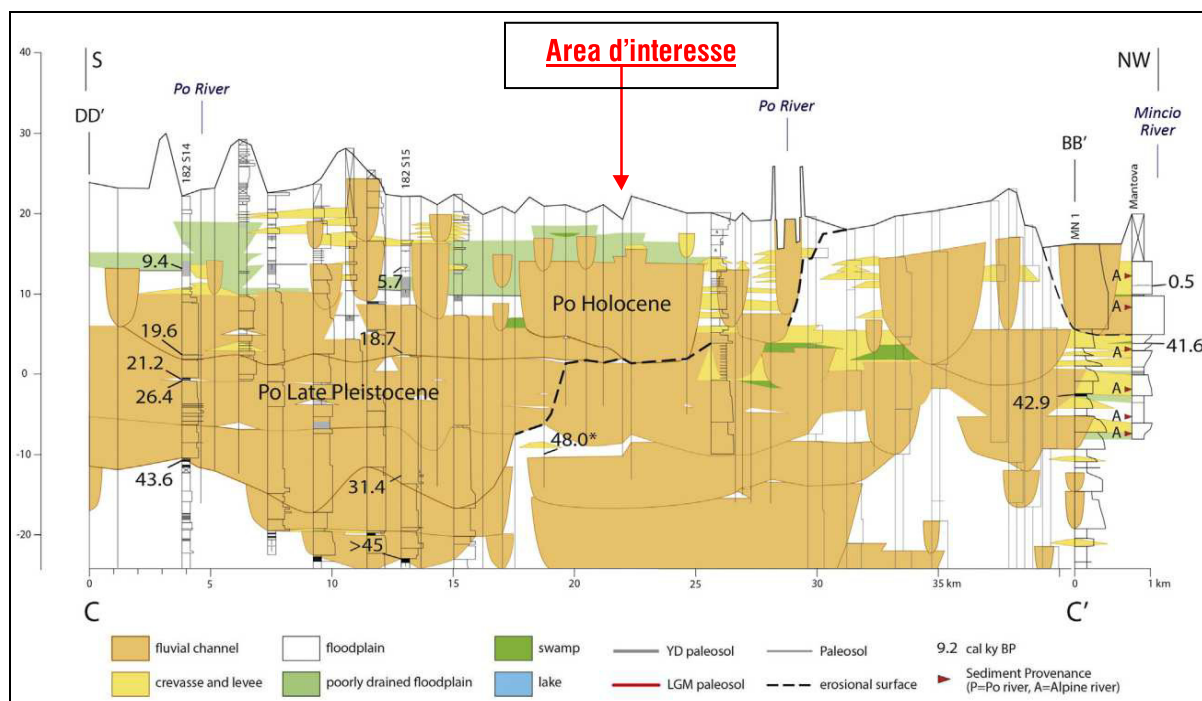 Area d'interesse
40
30
20
10
0
-10
-20
S
NW
Po River
Po River
Mincio
River
DD'
BB'
182 S14
182 S15
MN 1
Mantova
9.4
5.7
19.6
18.7
21.2
26.4
43.6
31.4
>45
48.0*
42.9
0.5
41.6
Po Holocene
Po Late Pleistocene
A
A
A
A
A
A
0 5 10 15 20 25 30 35 km 0 1 km
C
C'
fluvial channel
floodplain
swamp
YD paleosol
Paleosol
9.2 cal ky BP
crevasse and levee
poorly drained floodplain
lake
LGM paleosol
erosional surface
Sediment Provenance
(P=Po river, A=Alpine river)